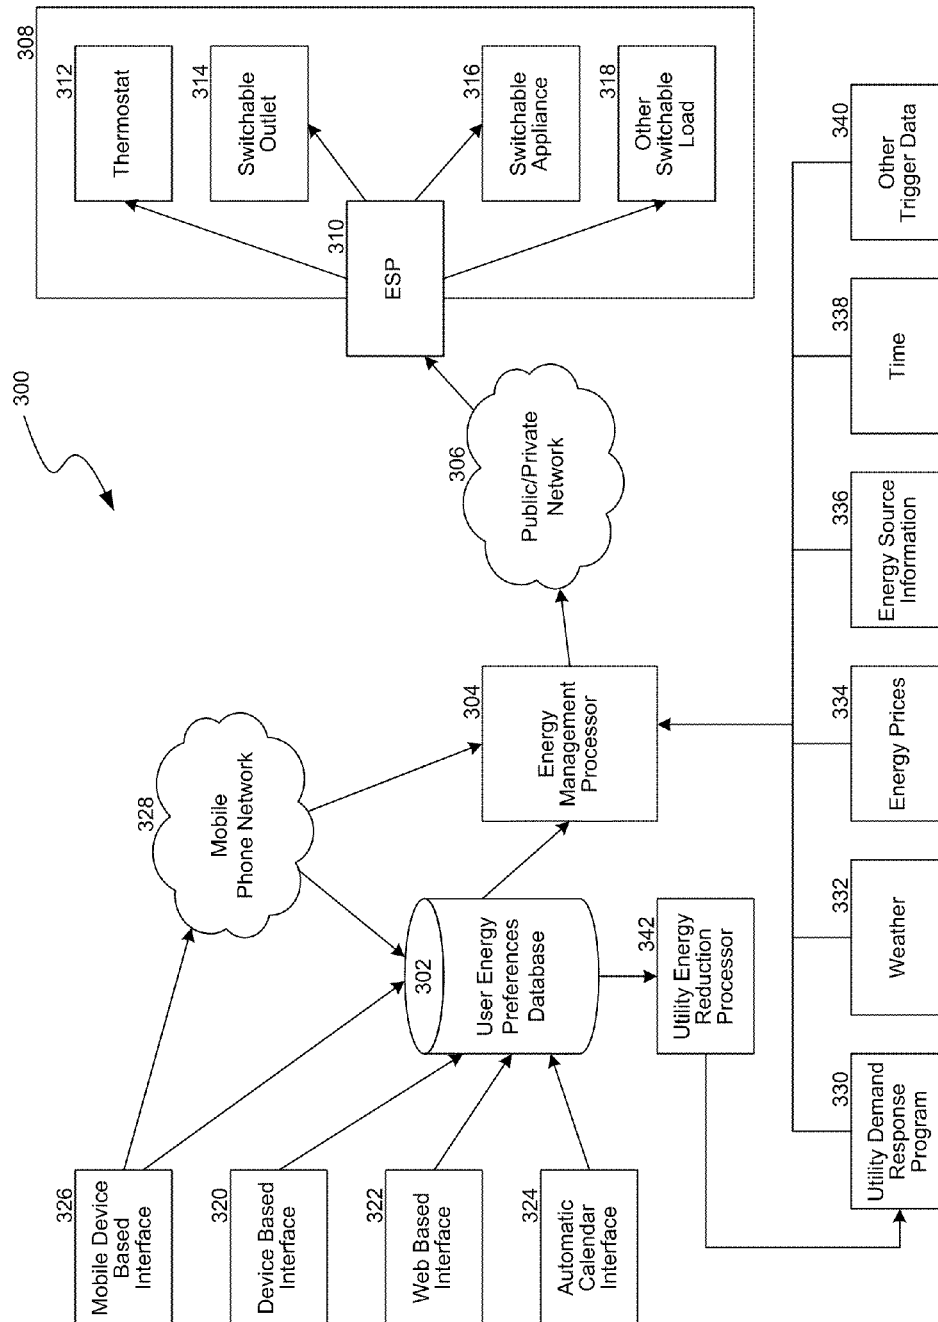 300
326
Mobile Device
Based
Interface
320
Device Based
Interface
322
Web Based
Interface
324
Automatic
Calendar
Interface
328
Mobile
Phone Network
302
User Energy
Preferences
Database
342
Utility Energy
Reduction
Processor
304
Energy
Management
Processor
306
Public/Private
Network
308
310
ESP
312
Thermostat
314
Switchable
Outlet
316
Switchable
Appliance
318
Other
Switchable
Load
330
Utility Demand
Response
Program
332
Weather
334
Energy Prices
336
Energy Source
Information
338
Time
340
Other
Trigger Data